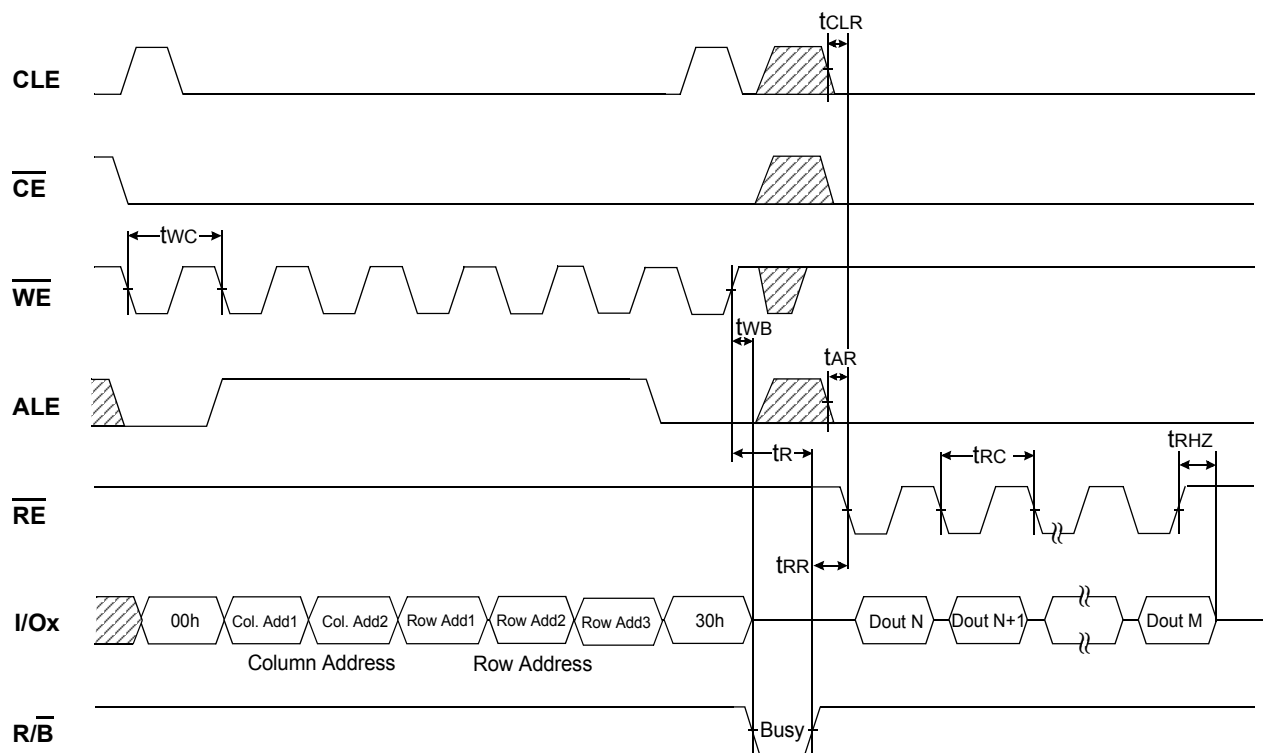 tCLR
CLE
CE
tWC
WE
tWB
tAR
ALE
tR
tRC
tRHZ
RE
tRR
I/Ox
00h
Col. Add1
Col. Add2
Row Add1
Row Add2
Row Add3
30h
Dout N
Dout N+1
Dout M
Column Address
Row Address
R/B
Busy